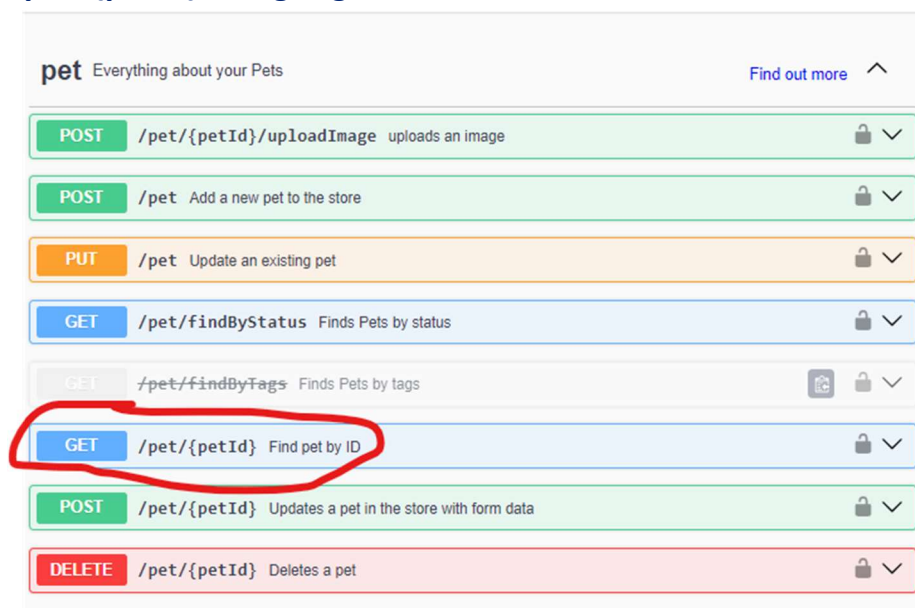 pet Everything about your Pets Find out more
POST /pet/{petId}/uploadImage uploads an image
POST /pet Add a new pet to the store
PUT /pet Update an existing pet
GET /pet/findByStatus Finds Pets by status
GET /pet/findByTags Finds Pets by tags
GET /pet/{petId} Find pet by ID
POST /pet/{petId} Updates a pet in the store with form data
DELETE /pet/{petId} Deletes a pet